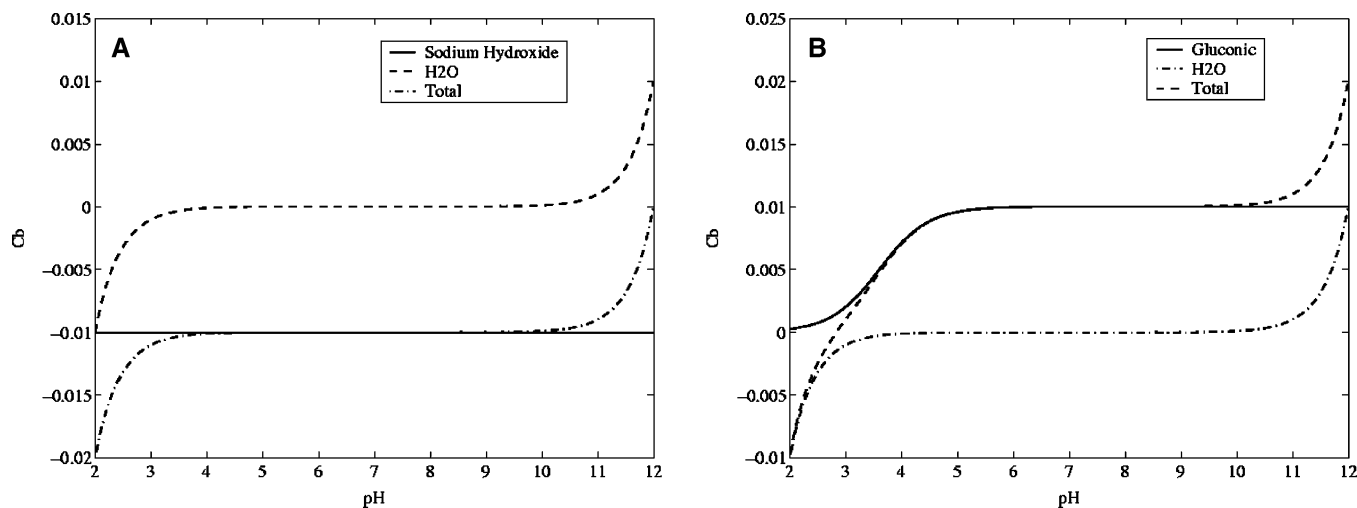 A
Sodium Hydroxide
H2O
Total
0.015
0.01
0.005
0
−0.005
−0.01
−0.015
−0.02
Cb
2 3 4 5 6 7 8 9 10 11 12
pH
B
Gluconic
H2O
Total
0.025
0.02
0.015
0.01
0.005
0
−0.005
−0.01
Cb
2 3 4 5 6 7 8 9 10 11 12
pH